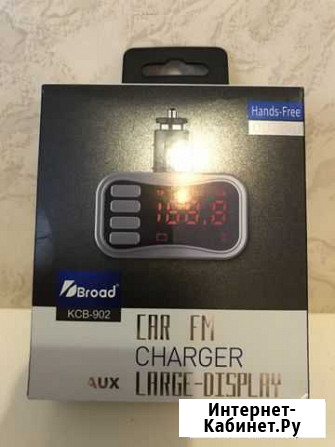 Hands-Free
188.8
Broad
KCB-902
CAR FM
CHARGER
AUX LARGE-DISPLAY
Интернет-
Кабинет.Ру